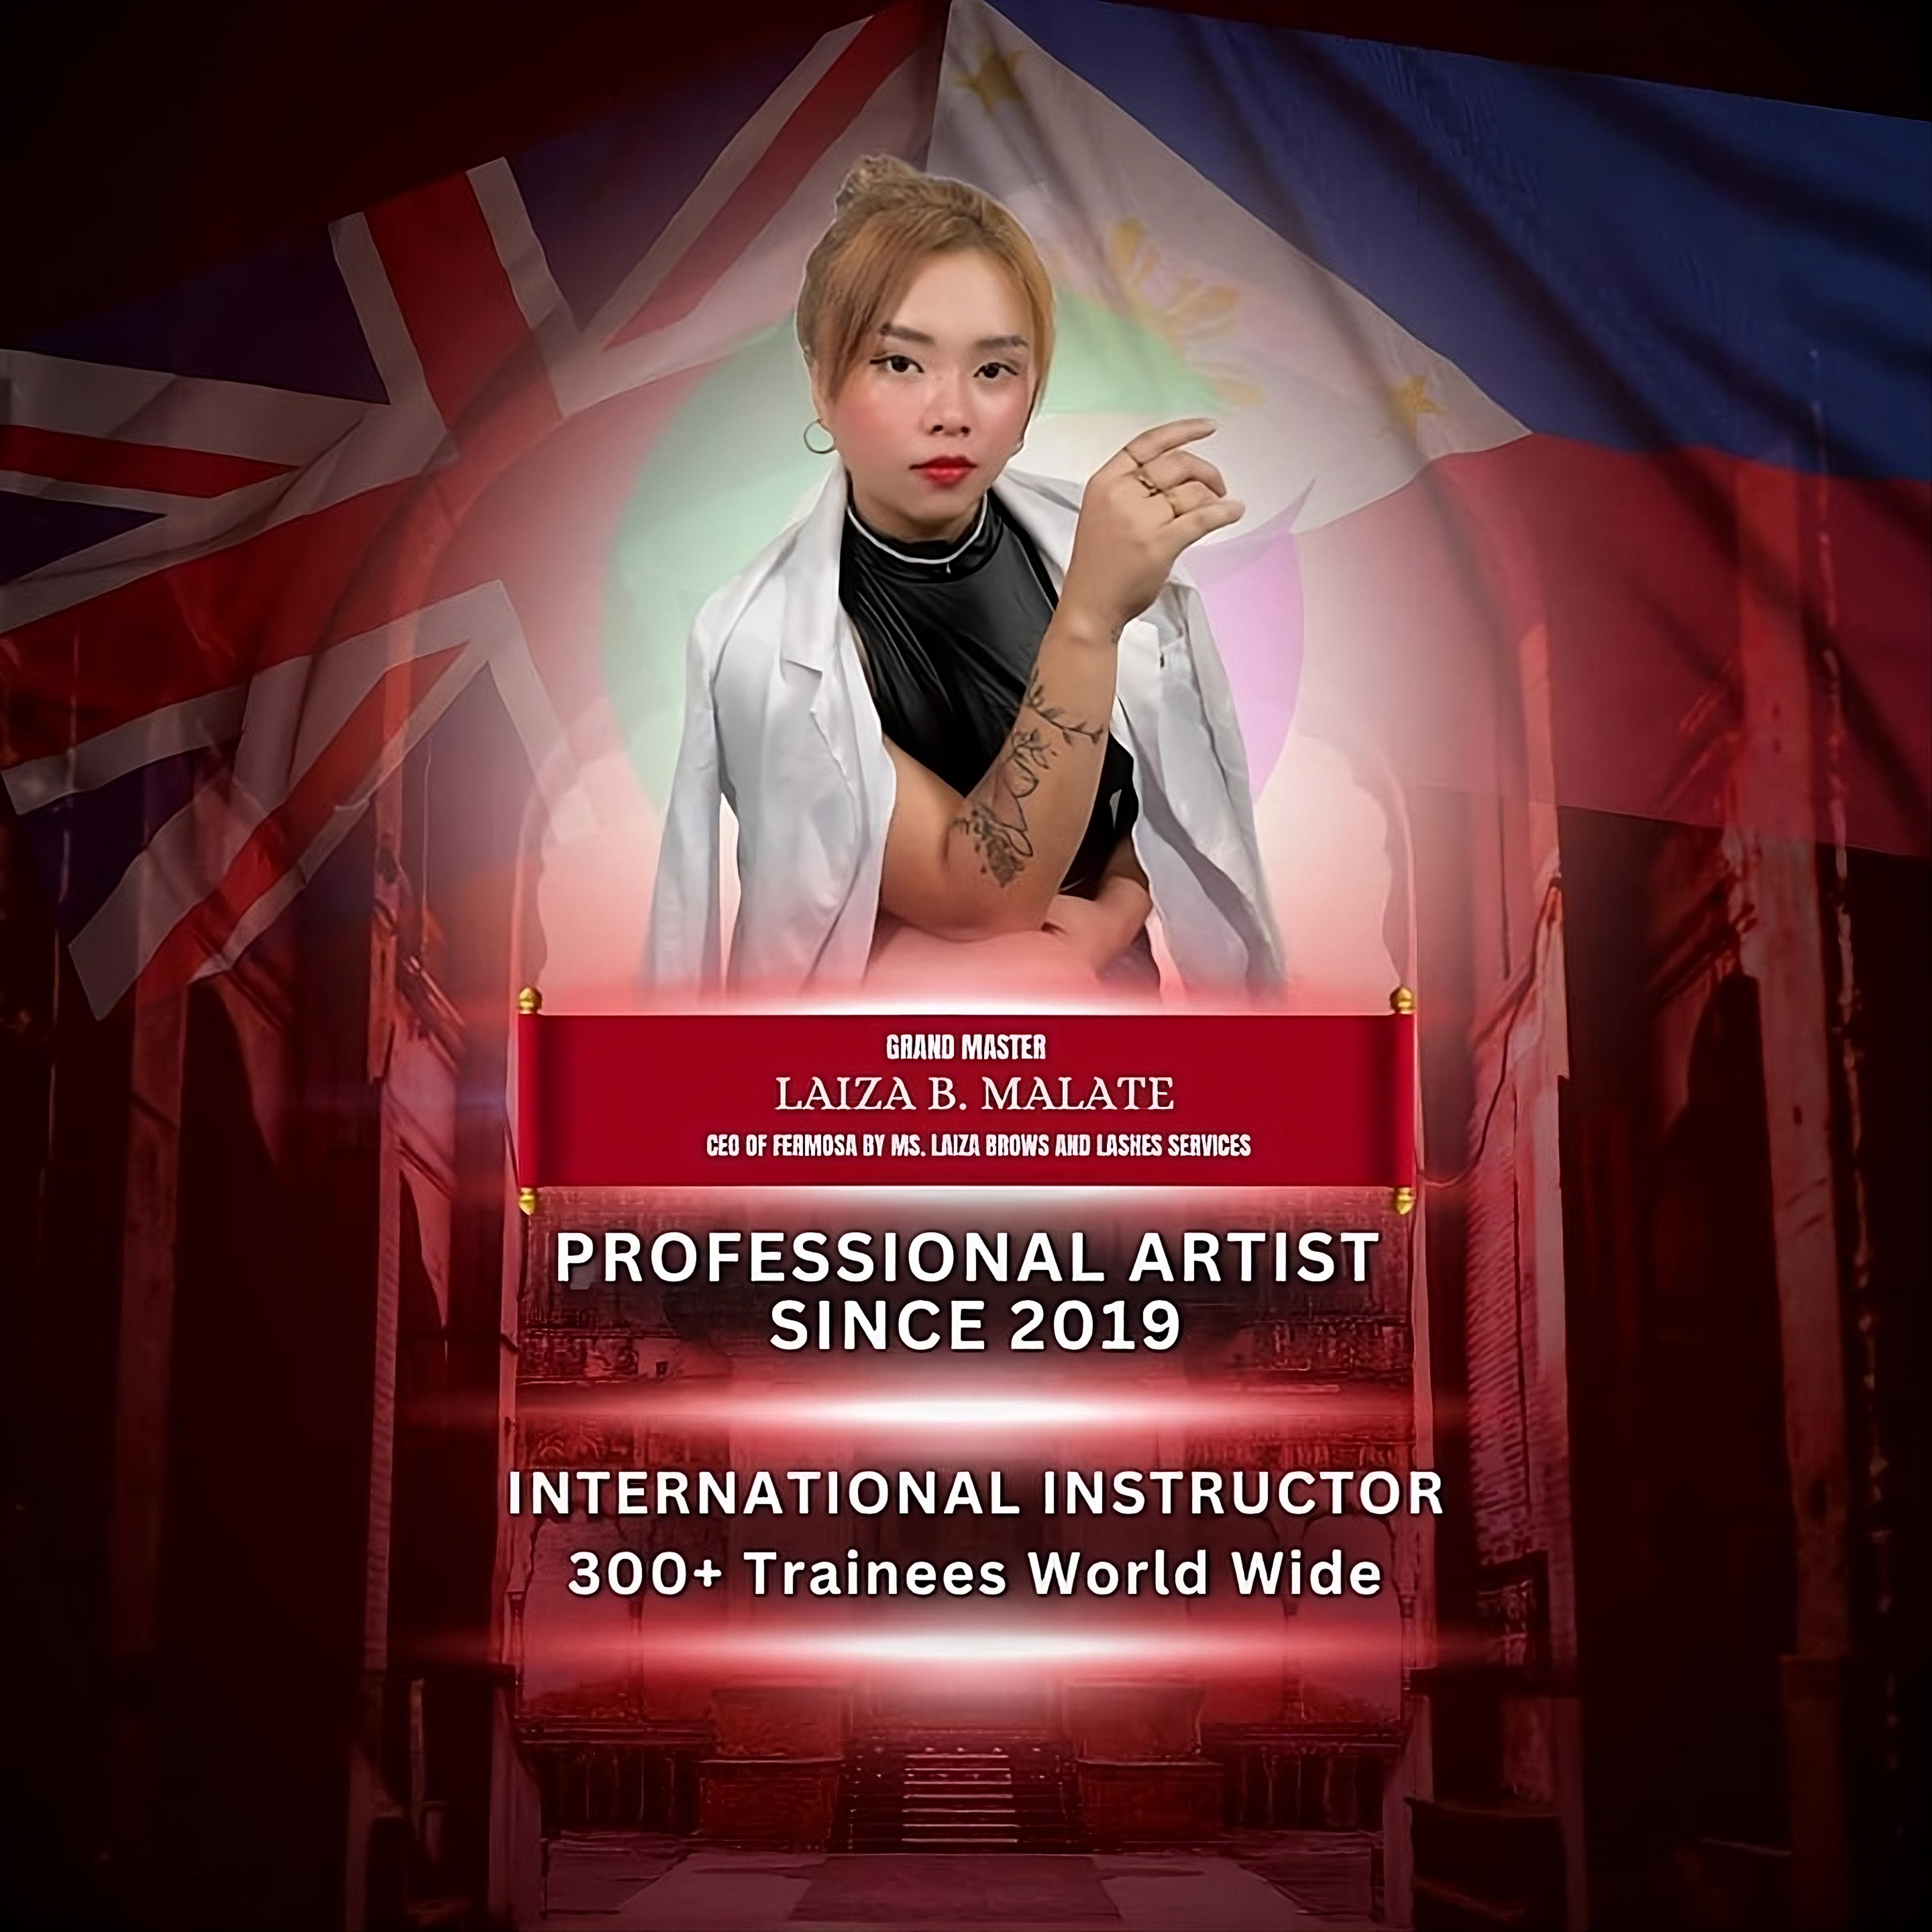 GRAND MASTER
LAIZA B. MALATE
CEO OF FERMOSA BY MS. LAIZA BROWS AND LASHES SERVICES
PROFESSIONAL ARTIST
SINCE 2019
INTERNATIONAL INSTRUCTOR
300+ Trainees World Wide